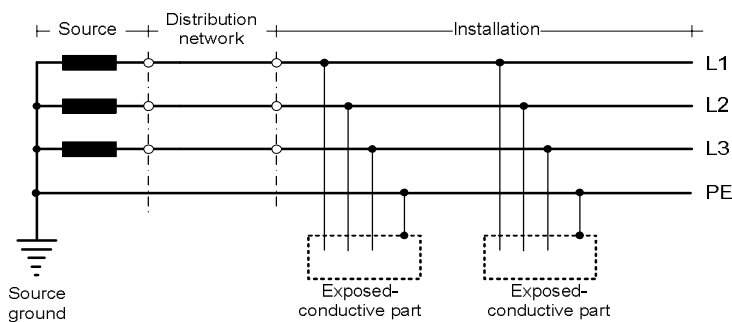 Source
Distribution
network
Installation
L1
L2
L3
PE
Source
ground
Exposed-
conductive part
Exposed-
conductive part